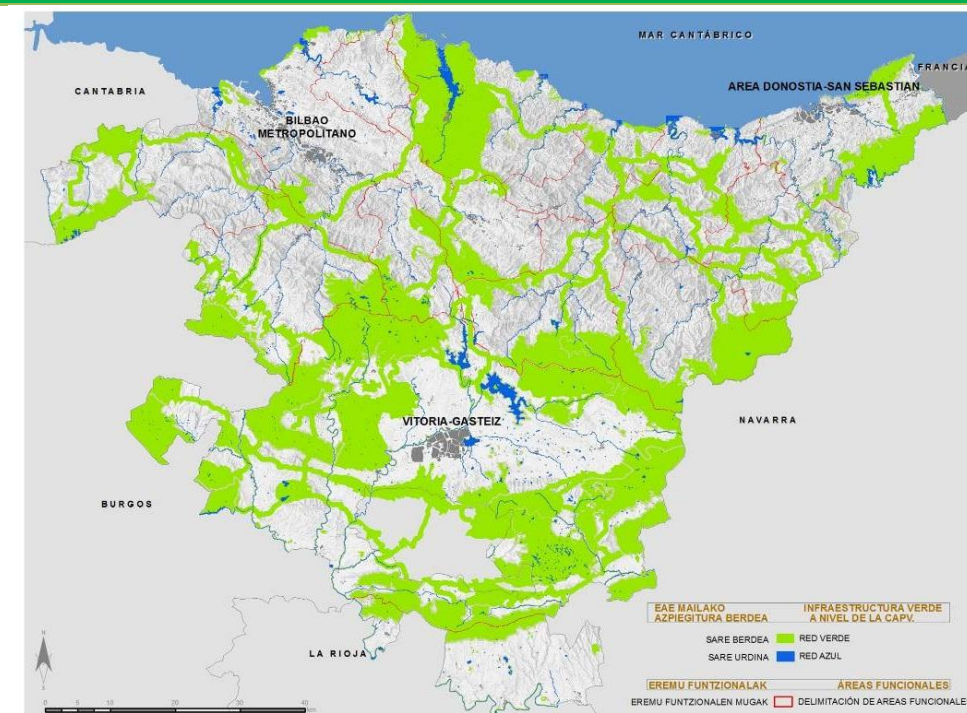 MAR CANTÁBRICO
FRANCIA
CANTABRIA
AREA DONOSTIA-SAN SEBASTIAN
BILBAO
METROPOLITANO
VITORIA-GASTEIZ
NAVARRA
BURGOS
LA RIOJA
EAE MAILAKO AZPIEGITURA BERDEA
INFRAESTRUCTURA VERDE A NIVEL DE LA CAPV.
SARE BERDEA RED VERDE
SARE URDINA RED AZUL
EREMU FUNTZIONALAK ÁREAS FUNCIONALES
EREMU FUNTZIONALEN MUGAK DELIMITACIÓN DE AREAS FUNCIONALE
N
0 5 10 20 30 40